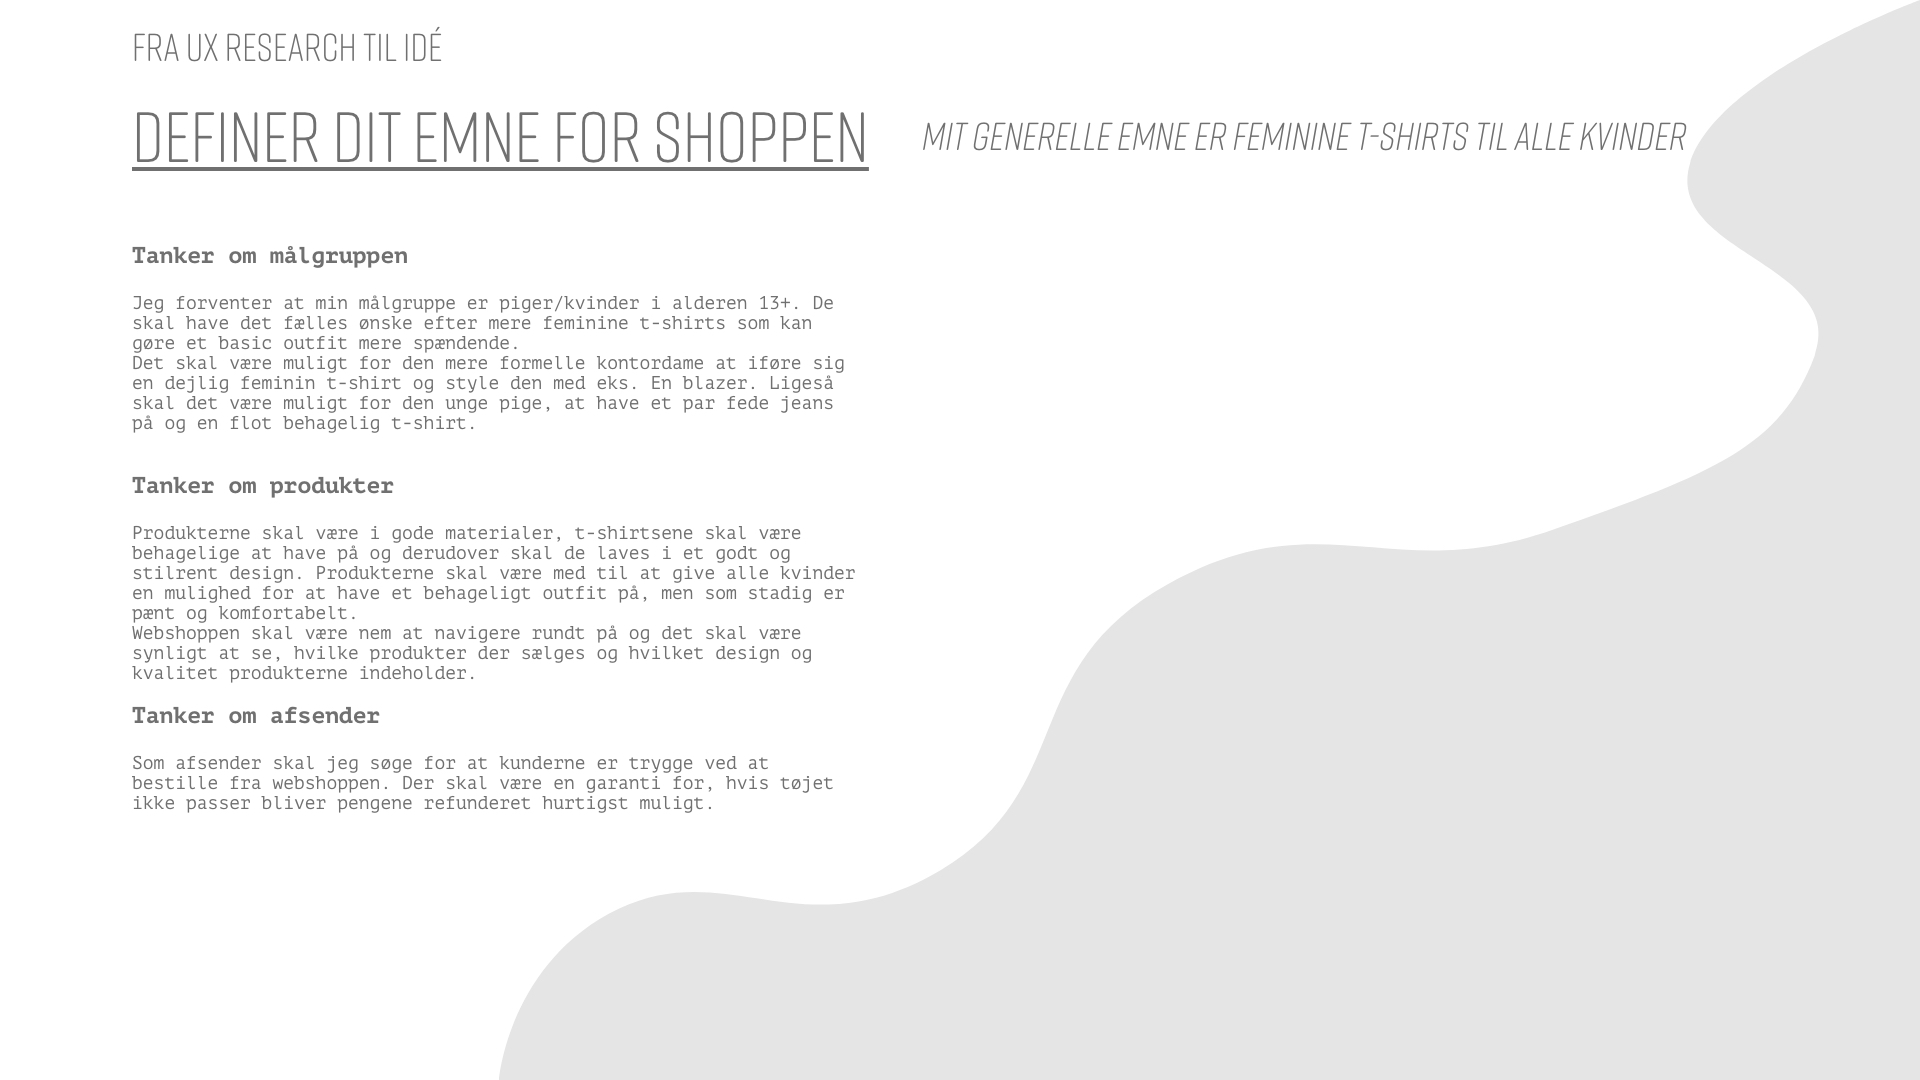 FRA UX RESEARCH TIL IDÉ
DEFINER DIT EMNE FOR SHOPPEN
MIT GENERELLE EMNE ER FEMININE T-SHIRTS TIL ALLE KVINDER
Tanker om målgruppen
Jeg forventer at min målgruppe er piger/kvinder i alderen 13+. De
skal have det fælles ønske efter mere feminine t-shirts som kan
gøre et basic outfit mere spændende.
Det skal være muligt for den mere formelle kontordame at iføre sig
en dejlig feminin t-shirt og style den med eks. En blazer. Ligeså
skal det være muligt for den unge pige, at have et par fede jeans
på og en flot behagelig t-shirt.
Tanker om produkter
Produkterne skal være i gode materialer, t-shirtsene skal være
behagelige at have på og derudover skal de laves i et godt og
stilrent design. Produkterne skal være med til at give alle kvinder
en mulighed for at have et behageligt outfit på, men som stadig er
pænt og komfortabelt.
Webshoppen skal være nem at navigere rundt på og det skal være
synligt at se, hvilke produkter der sælges og hvilket design og
kvalitet produkterne indeholder.
Tanker om afsender
Som afsender skal jeg søge for at kunderne er trygge ved at
bestille fra webshoppen. Der skal være en garanti for, hvis tøjet
ikke passer bliver pengene refunderet hurtigst muligt.